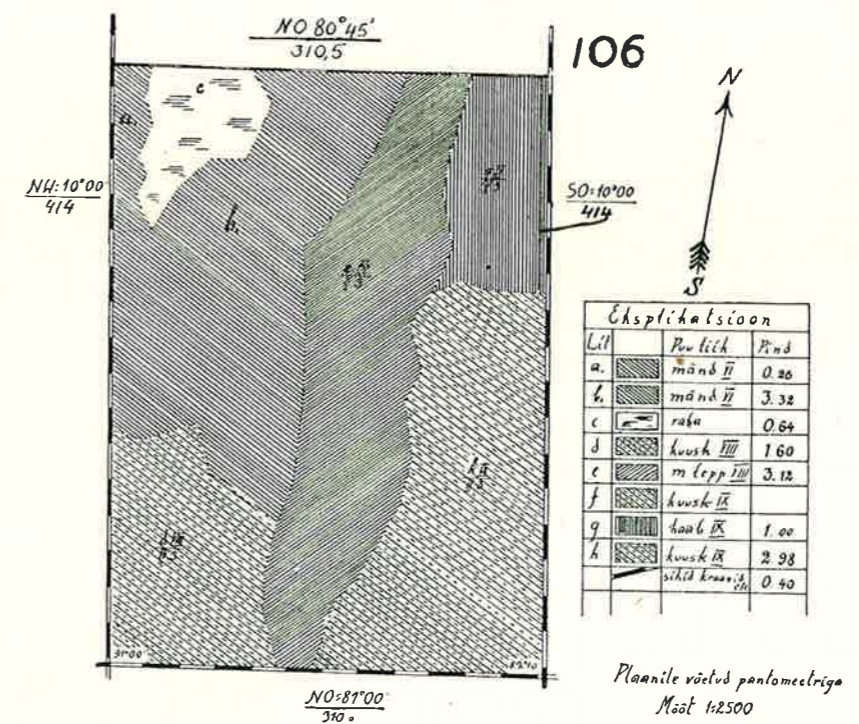 NO 80°45'
310,5
106
N
c
a.
NW:10°00
414
SO:10°00
414
b.
S
Eksplikatsioon
Lit Puu liik Pind
a. mänd II 0.26
b. mänd II 3.32
c raba 0.64
d kuusk VIII 1 60
e m lepp VIII 3.12
f kuusk IX
g haab IX 1.00
h kuusk IX 2.98
sihid kraavid 0.40
91°00'
NO:81°00
Plaanile võetud pantomeetriga
Mõõt 1:2500